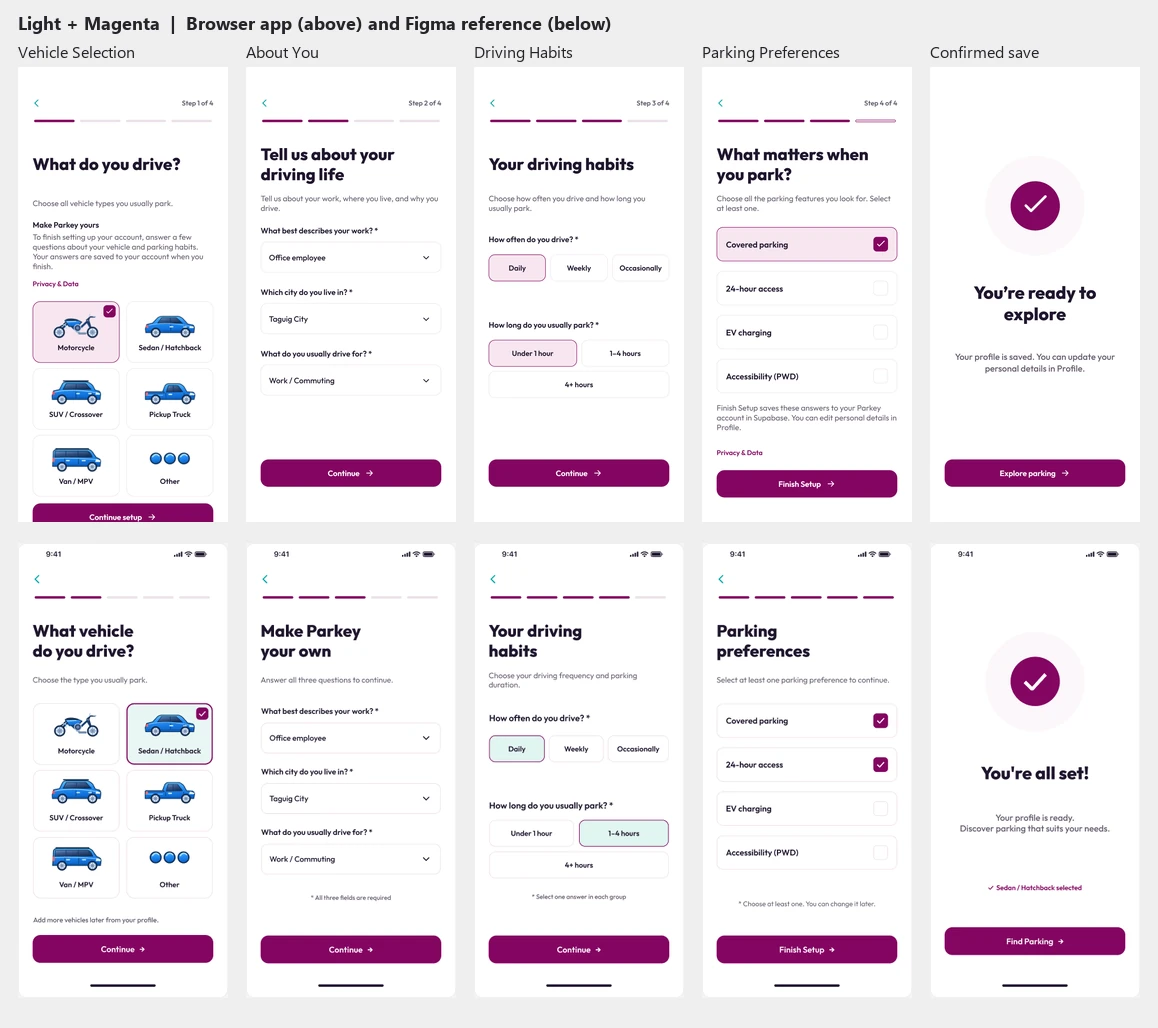 Light + Magenta | Browser app (above) and Figma reference (below)
Vehicle Selection
Step 1 of 4
What do you drive?
Choose all vehicle types you usually park.
Make Parkey yours
To finish setting up your account, answer a few
questions about your vehicle and parking habits.
Your answers are saved to your account when you
finish.
Privacy & Data
Motorcycle
Sedan / Hatchback
SUV / Crossover
Pickup Truck
Van / MPV
Other
Continue setup →
About You
Step 2 of 4
Tell us about your
driving life
Tell us about your work, where you live, and why you
drive.
What best describes your work? *
Office employee
Which city do you live in? *
Taguig City
What do you usually drive for? *
Work / Commuting
Continue →
Driving Habits
Step 3 of 4
Your driving habits
Choose how often you drive and how long you
usually park.
How often do you drive? *
Daily
Weekly
Occasionally
How long do you usually park? *
Under 1 hour
1–4 hours
4+ hours
Continue →
Parking Preferences
Step 4 of 4
What matters when
you park?
Choose all the parking features you look for. Select
at least one.
Covered parking
24-hour access
EV charging
Accessibility (PWD)
Finish Setup saves these answers to your Parkey
account in Supabase. You can edit personal details in
Profile.
Privacy & Data
Finish Setup →
Confirmed save
You’re ready to
explore
Your profile is saved. You can update your
personal details in Profile.
Explore parking →
9:41
What vehicle
do you drive?
Choose the type you usually park.
Motorcycle
Sedan / Hatchback
SUV / Crossover
Pickup Truck
Van / MPV
Other
Add more vehicles later from your profile.
Continue →
9:41
Make Parkey
your own
Answer all three questions to continue.
What best describes your work? *
Office employee
Which city do you live in? *
Taguig City
What do you usually drive for? *
Work / Commuting
* All three fields are required
Continue →
9:41
Your driving
habits
Choose your driving frequency and parking
duration.
How often do you drive? *
Daily
Weekly
Occasionally
How long do you usually park? *
Under 1 hour
1–4 hours
4+ hours
* Select one answer in each group
Continue →
9:41
Parking
preferences
Select at least one parking preference to continue.
Covered parking
24-hour access
EV charging
Accessibility (PWD)
* Choose at least one. You can change it later.
Finish Setup →
9:41
You're all set!
Your profile is ready.
Discover parking that suits your needs.
✓ Sedan / Hatchback selected
Find Parking →